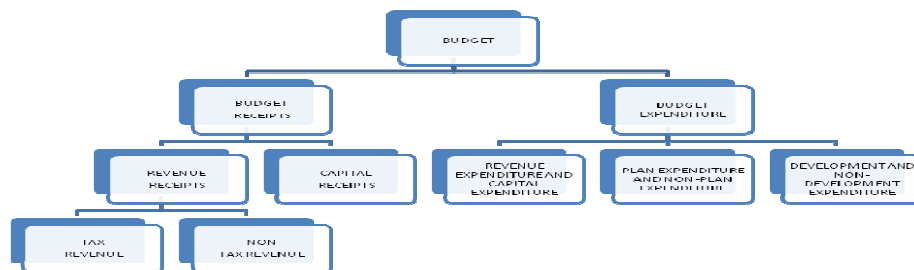 BUDGET
BUDGET
RECEIPTS
BUDGET
EXPENDITURE
REVENUE
RECEIPTS
CAPITAL
RECEIPTS
REVENUE
EXPENDITURE AND
CAPITAL
EXPENDITURE
PLAN EXPENDITURE
AND NON-PLAN
EXPENDITURE
DEVELOPMENT AND
NON-
DEVELOPMENT
EXPENDITURE
TAX
REVENUE
NON
TAX REVENUE